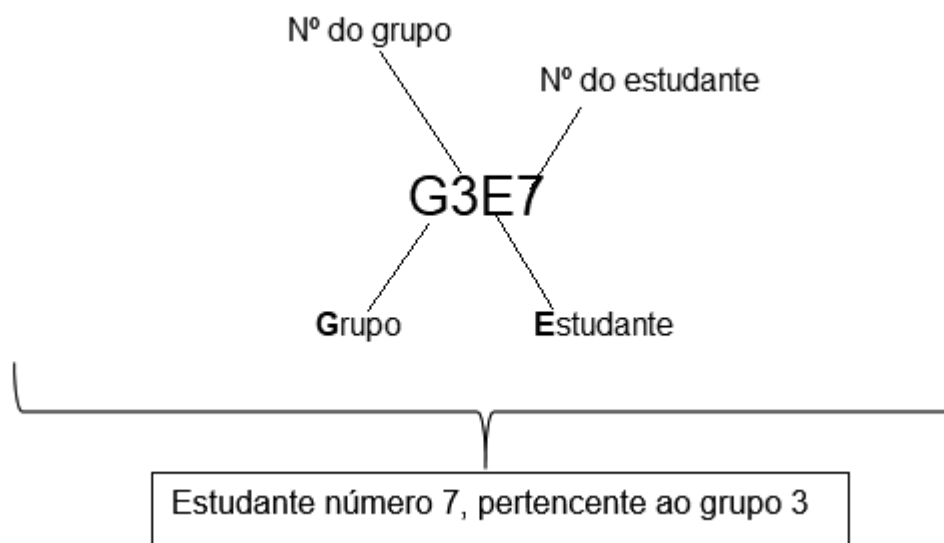 Nº do grupo
Nº do estudante
G3E7
Grupo
Estudante
Estudante número 7, pertencente ao grupo 3